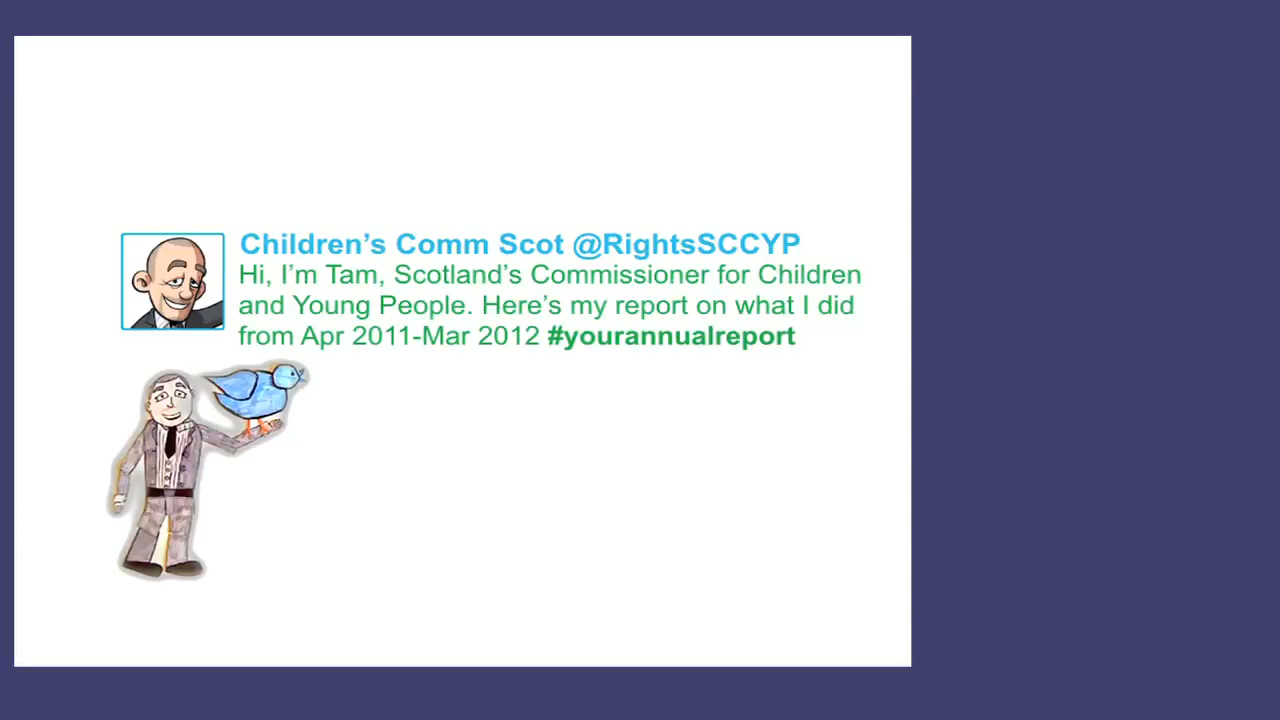 Children’s Comm Scot @RightsSCCYP
Hi, I’m Tam, Scotland’s Commissioner for Children
and Young People. Here’s my report on what I did
from Apr 2011-Mar 2012 #yourannualreport